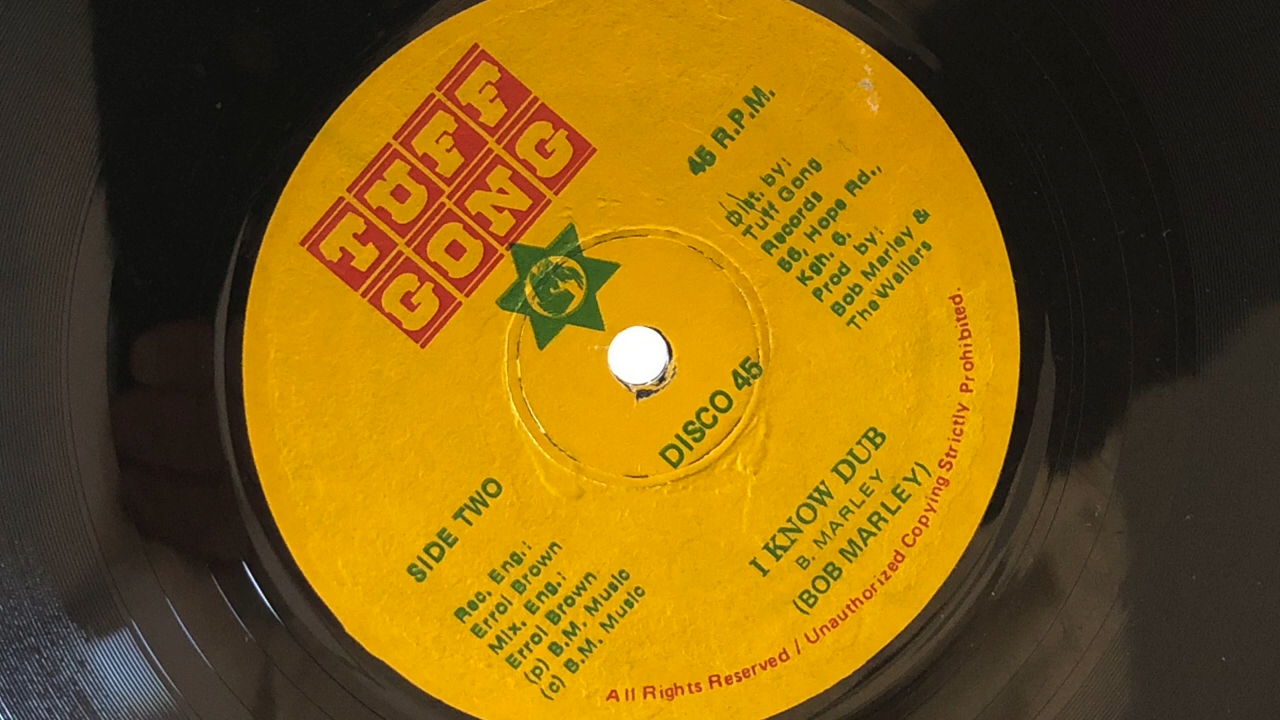 TUFF
GONG
45 R.P.M.
Dist. by:
Tuff Gong
Records
56, Hope Rd.,
Kgn. 6.
Prod. by:
Bob Marley &
The Wailers
DISCO 45
SIDE TWO
Rec. Eng.:
Errol Brown
Mix. Eng.:
Errol Brown
(p) B.M. Music
(c) B.M. Music
I KNOW DUB
B. MARLEY
(BOB MARLEY)
All Rights Reserved / Unauthorized Copying Strictly Prohibited.